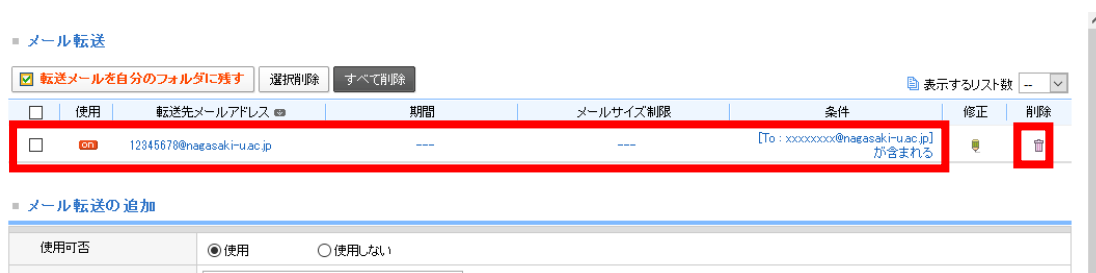 メール転送
転送メールを自分のフォルダに残す 選択削除 すべて削除
表示するリスト数 --
使用 転送先メールアドレス 期間 メールサイズ制限 条件 修正 削除
on 12345678@nagasaki-u.ac.jp --- --- [To : xxxxxxxx@nagasaki-u.ac.jp]
が含まれる
メール転送の追加
使用可否 使用 使用しない